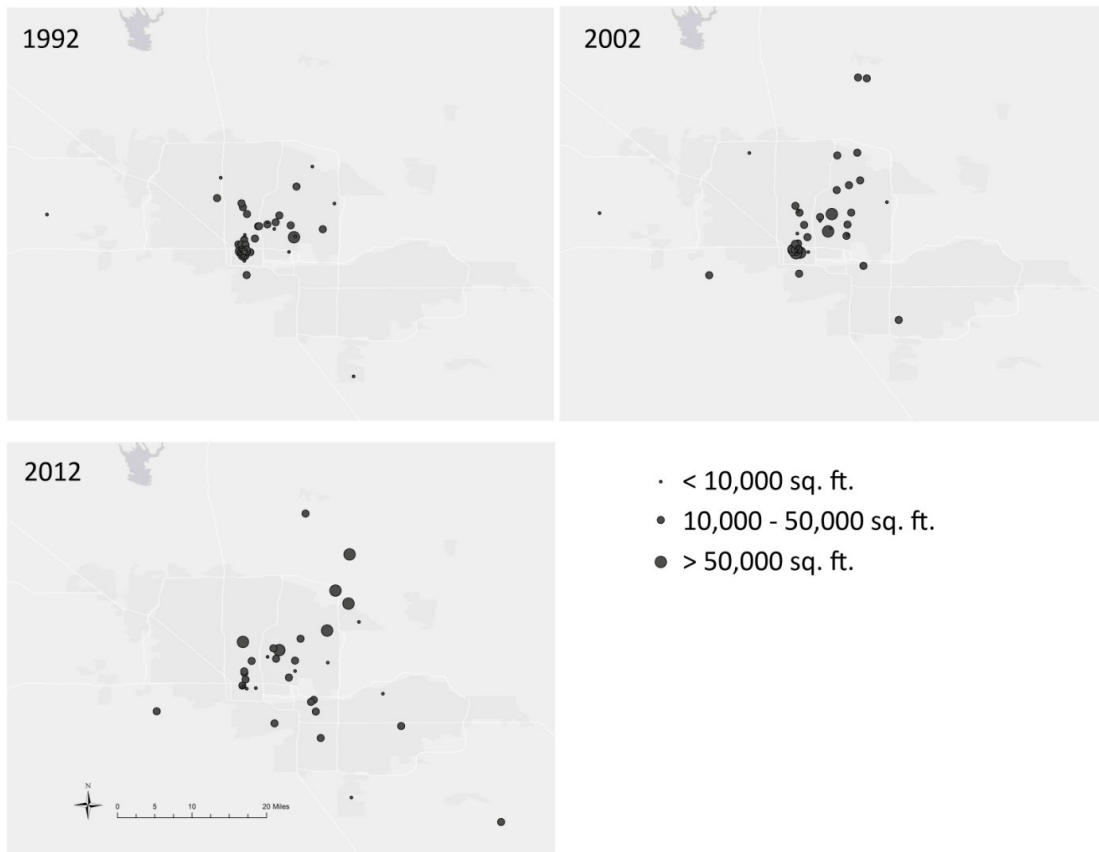 1992
2002
2012
< 10,000 sq. ft.
10,000 - 50,000 sq. ft.
> 50,000 sq. ft.
N
0 5 10 20 Miles